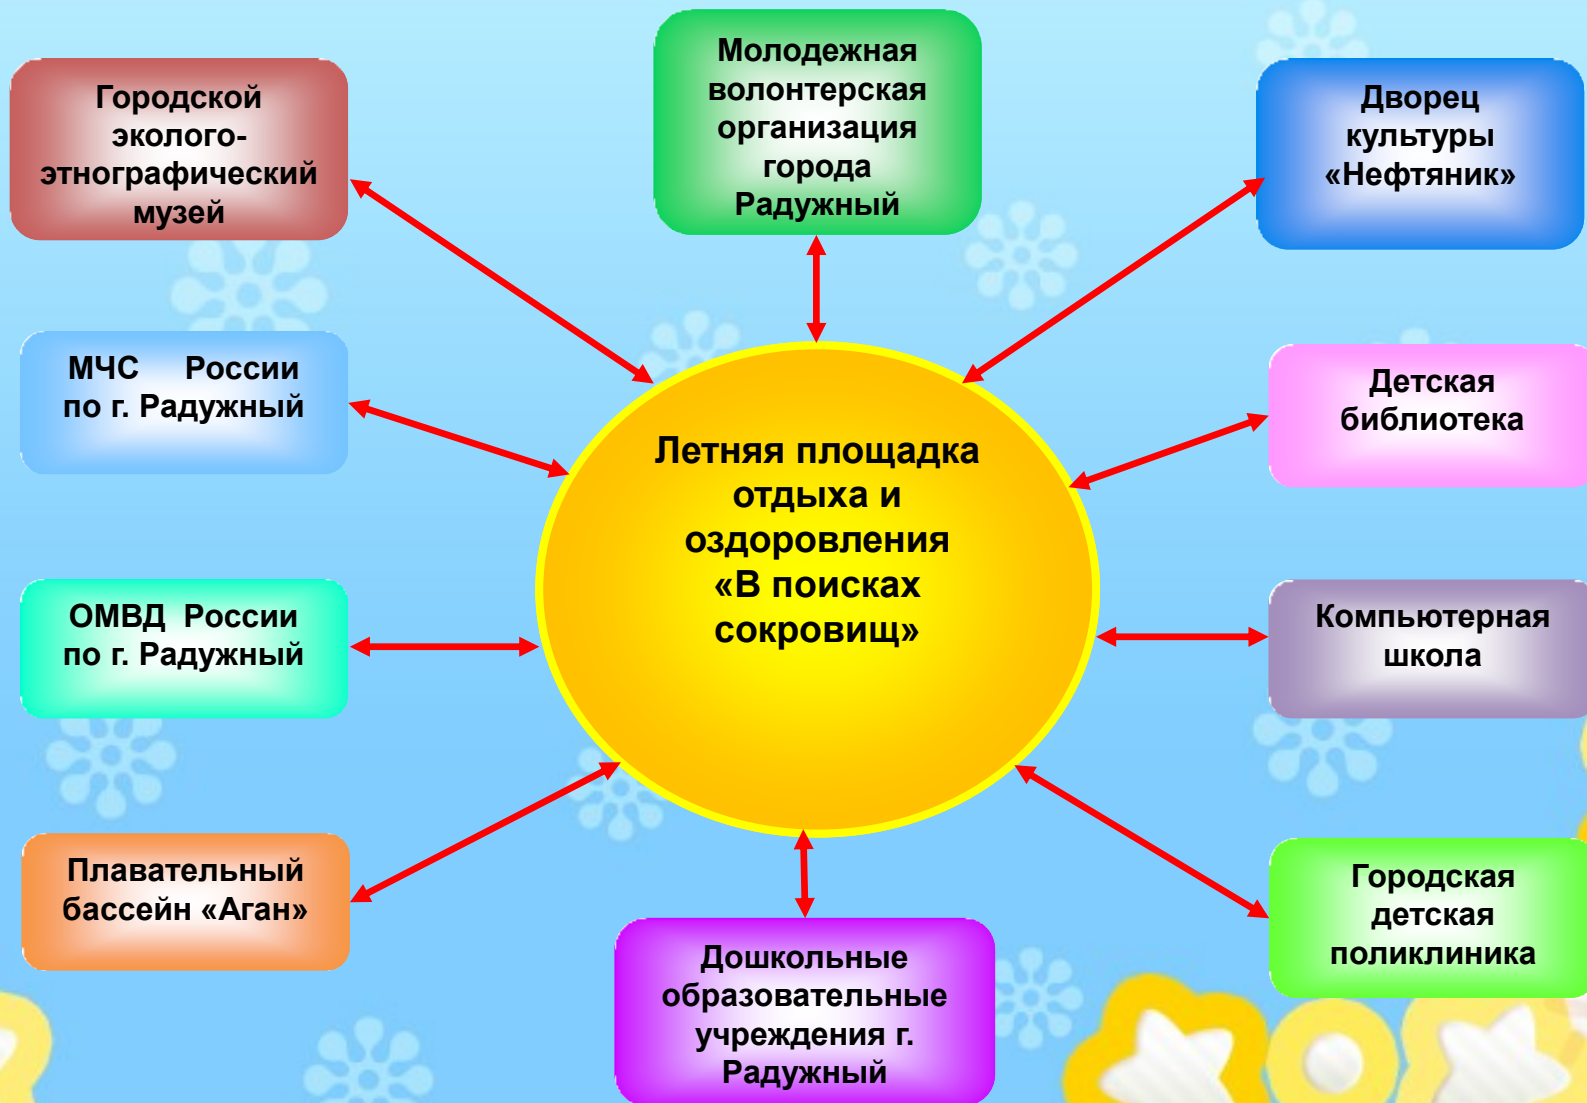 Городской
эколого-
этнографический
музей
Молодежная
волонтерская
организация
города
Радужный
Дворец
культуры
«Нефтяник»
МЧС России
по г. Радужный
Детская
библиотека
Летняя площадка
отдыха и
оздоровления
«В поисках
сокровищ»
ОМВД России
по г. Радужный
Компьютерная
школа
Плавательный
бассейн «Аган»
Городская
детская
поликлиника
Дошкольные
образовательные
учреждения г.
Радужный